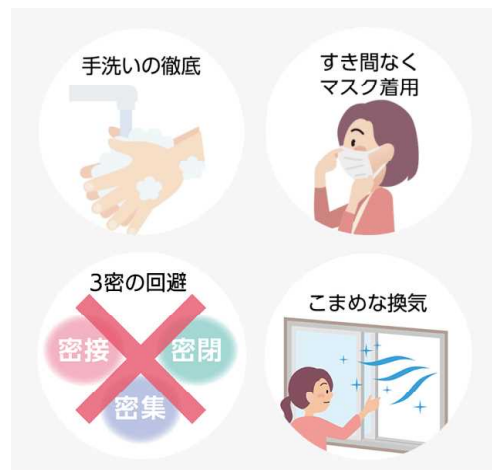 手洗いの徹底
すき間なく
マスク着用
3密の回避
密接
密閉
密集
こまめな換気